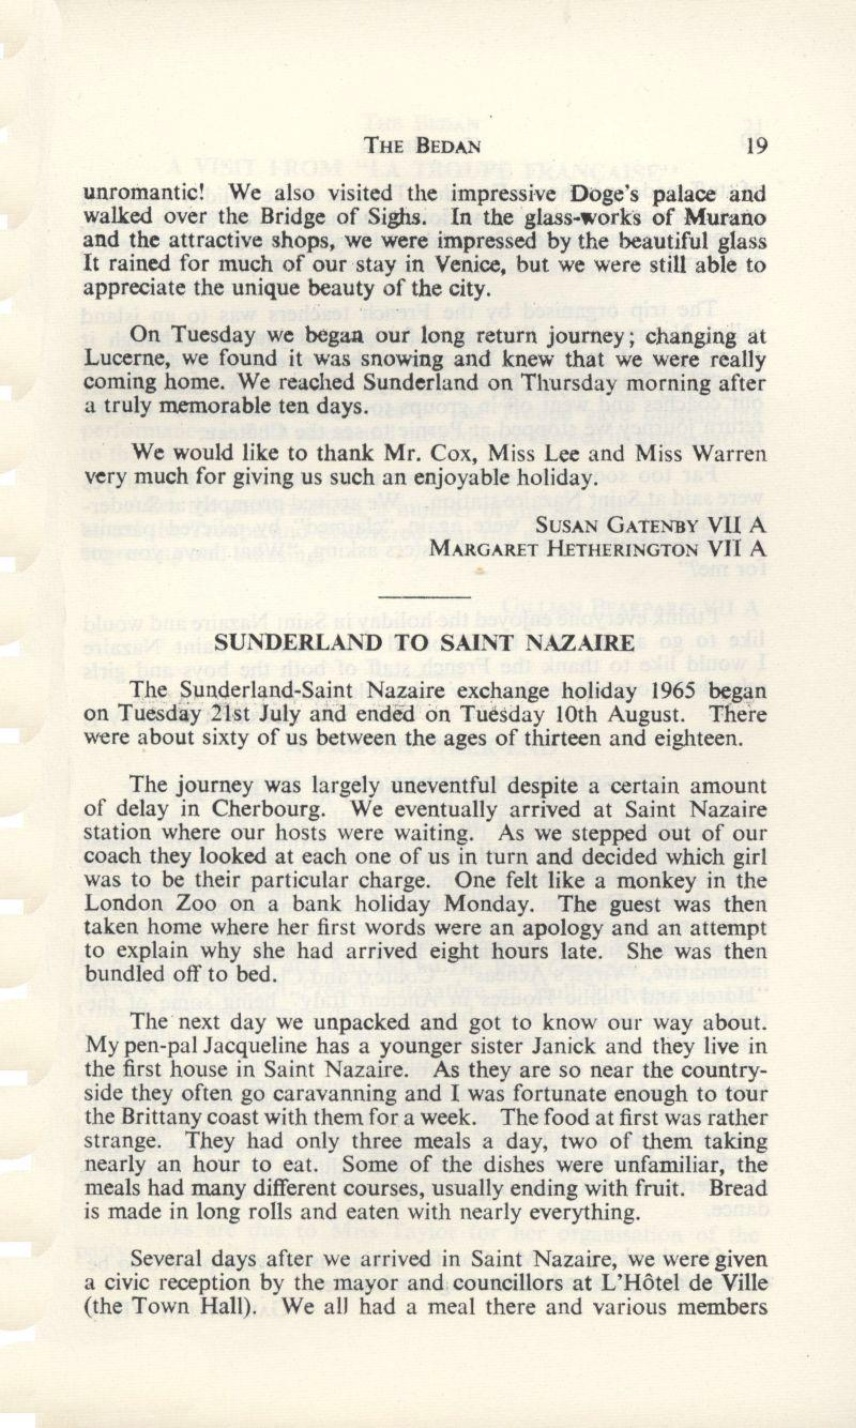 THE BEDAN 19
unromantic! We also visited the impressive Doge's palace and
walked over the Bridge of Sighs. In the glass-works of Murano
and the attractive shops, we were impressed by the beautiful glass
It rained for much of our stay in Venice, but we were still able to
appreciate the unique beauty of the city.
On Tuesday we began our long return journey; changing at
Lucerne, we found it was snowing and knew that we were really
coming home. We reached Sunderland on Thursday morning after
a truly memorable ten days.
We would like to thank Mr. Cox, Miss Lee and Miss Warren
very much for giving us such an enjoyable holiday.
SUSAN GATENBY VII A
MARGARET HETHERINGTON VII A
SUNDERLAND TO SAINT NAZAIRE
The Sunderland-Saint Nazaire exchange holiday 1965 began
on Tuesday 21st July and ended on Tuesday 10th August. There
were about sixty of us between the ages of thirteen and eighteen.
The journey was largely uneventful despite a certain amount
of delay in Cherbourg. We eventually arrived at Saint Nazaire
station where our hosts were waiting. As we stepped out of our
coach they looked at each one of us in turn and decided which girl
was to be their particular charge. One felt like a monkey in the
London Zoo on a bank holiday Monday. The guest was then
taken home where her first words were an apology and an attempt
to explain why she had arrived eight hours late. She was then
bundled off to bed.
The next day we unpacked and got to know our way about.
My pen-pal Jacqueline has a younger sister Janick and they live in
the first house in Saint Nazaire. As they are so near the country-
side they often go caravanning and I was fortunate enough to tour
the Brittany coast with them for a week. The food at first was rather
strange. They had only three meals a day, two of them taking
nearly an hour to eat. Some of the dishes were unfamiliar, the
meals had many different courses, usually ending with fruit. Bread
is made in long rolls and eaten with nearly everything.
Several days after we arrived in Saint Nazaire, we were given
a civic reception by the mayor and councillors at L'Hôtel de Ville
(the Town Hall). We all had a meal there and various members